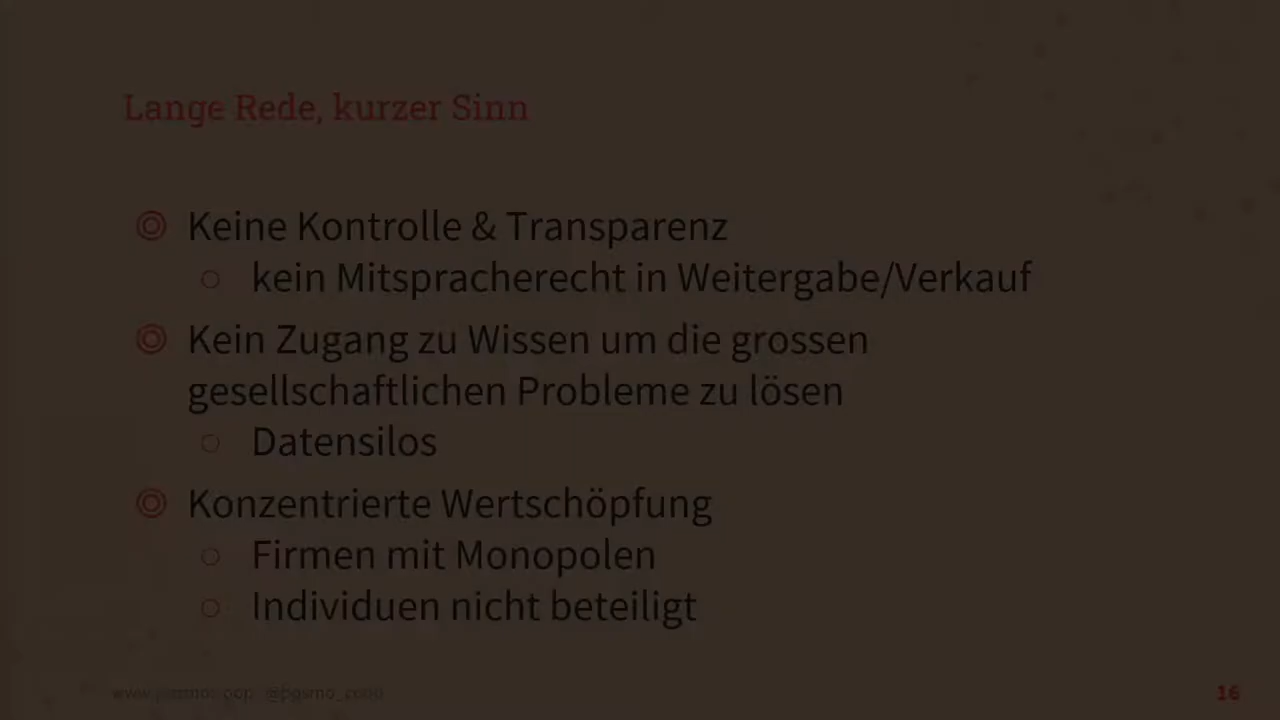 Lange Rede, kurzer Sinn
Keine Kontrolle & Transparenz
kein Mitspracherecht in Weitergabe/Verkauf
Kein Zugang zu Wissen um die grossen
gesellschaftlichen Probleme zu lösen
Datensilos
Konzentrierte Wertschöpfung
Firmen mit Monopolen
Individuen nicht beteiligt
16